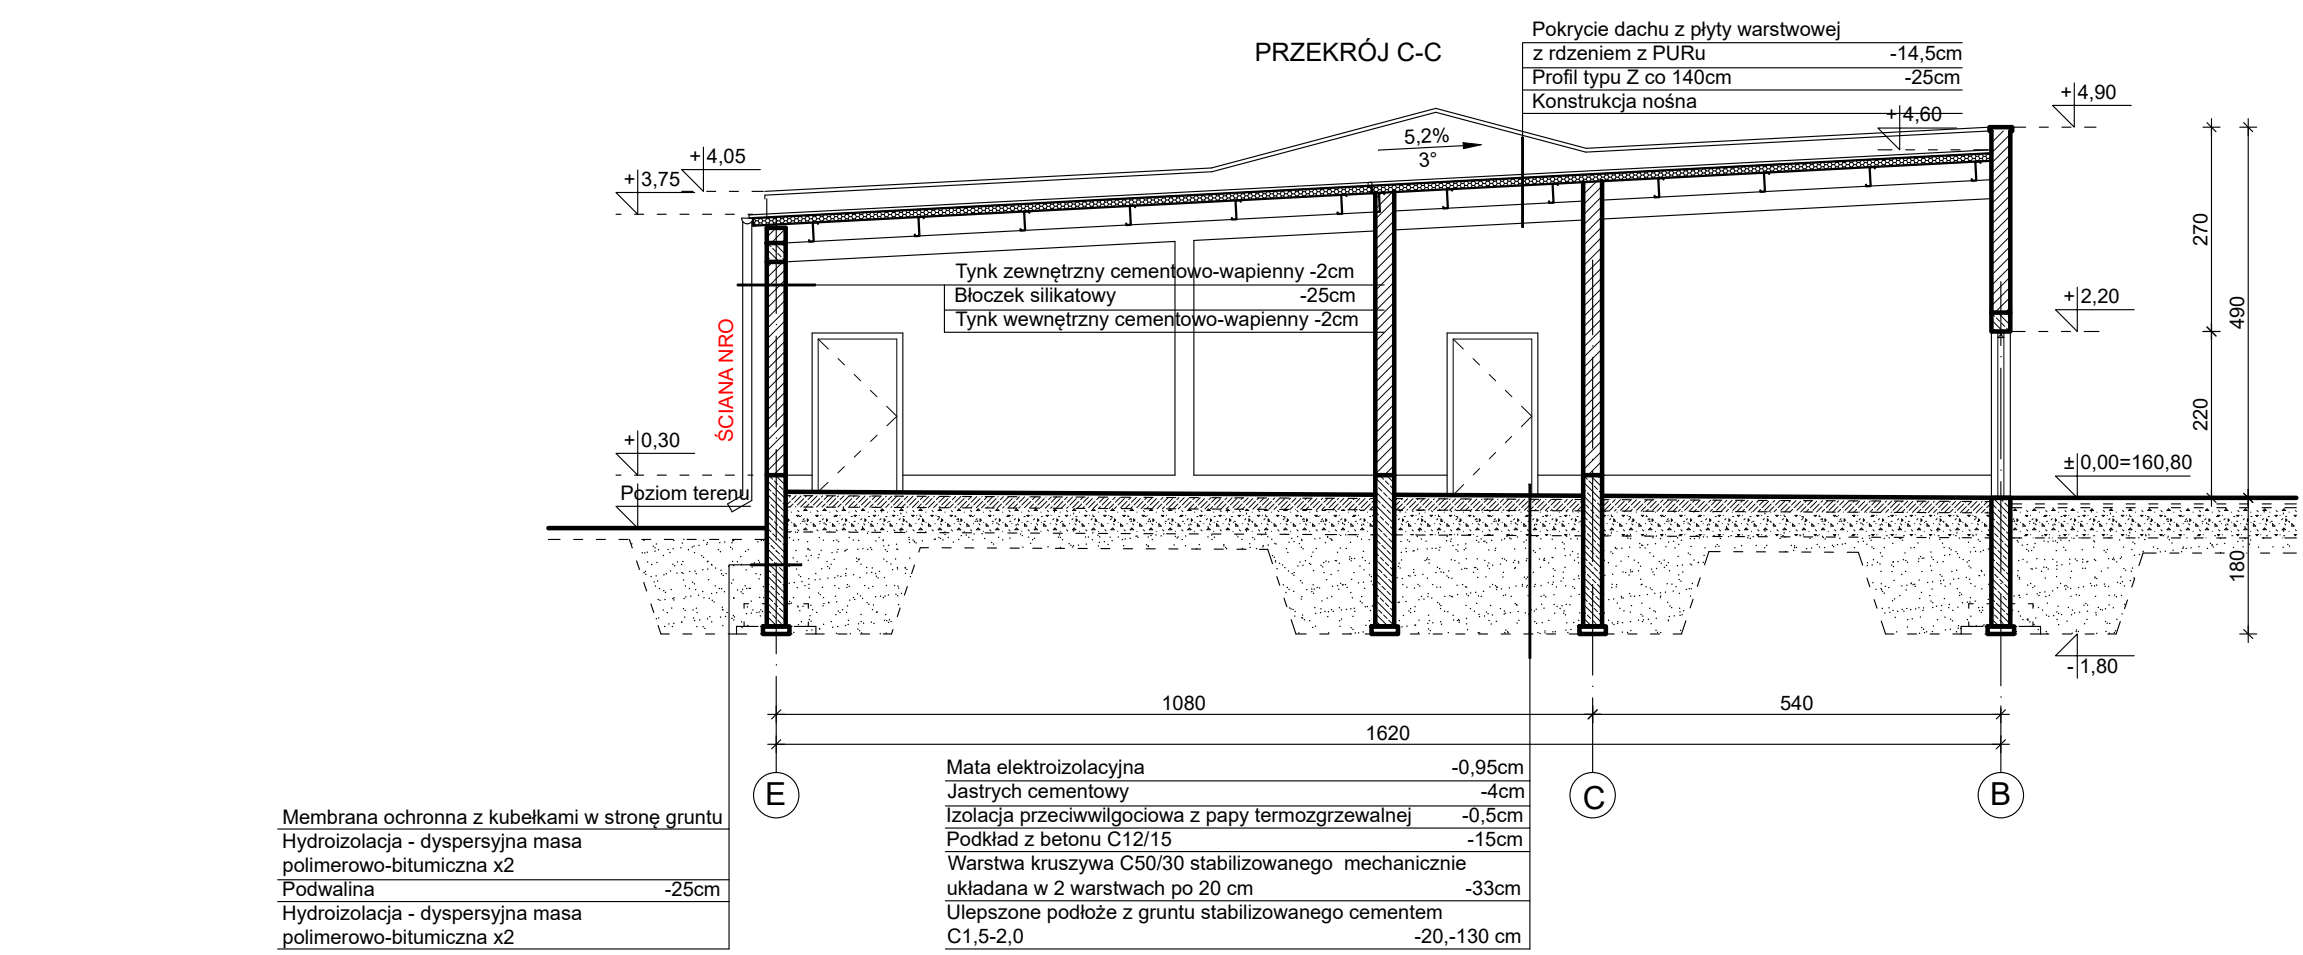 PRZEKRÓJ C-C
Pokrycie dachu z płyty warstwowej
z rdzeniem z PURu -14,5cm
Profil typu Z co 140cm -25cm
Konstrukcja nośna
+4,60
+4,90
+4,05
+3,75
5,2%
3°
Tynk zewnętrzny cementowo-wapienny -2cm
Błoczek silikatowy -25cm
Tynk wewnętrzny cementowo-wapienny -2cm
ŚCIANA NRO
+2,20
270
490
220
180
+0,30
Poziom terenu
±0,00=160,80
-1,80
1080
540
1620
E
C
B
Membrana ochronna z kubełkami w stronę gruntu
Hydroizolacja - dyspersyjna masa
polimerowo-bitumiczna x2
Podwalina -25cm
Hydroizolacja - dyspersyjna masa
polimerowo-bitumiczna x2
Mata elektroizolacyjna -0,95cm
Jastrych cementowy -4cm
Izolacja przeciwwilgociowa z papy termozgrzewalnej -0,5cm
Podkład z betonu C12/15 -15cm
Warstwa kruszywa C50/30 stabilizowanego mechanicznie
układana w 2 warstwach po 20 cm -33cm
Ulepszone podłoże z gruntu stabilizowanego cementem
C1,5-2,0 -20,-130 cm